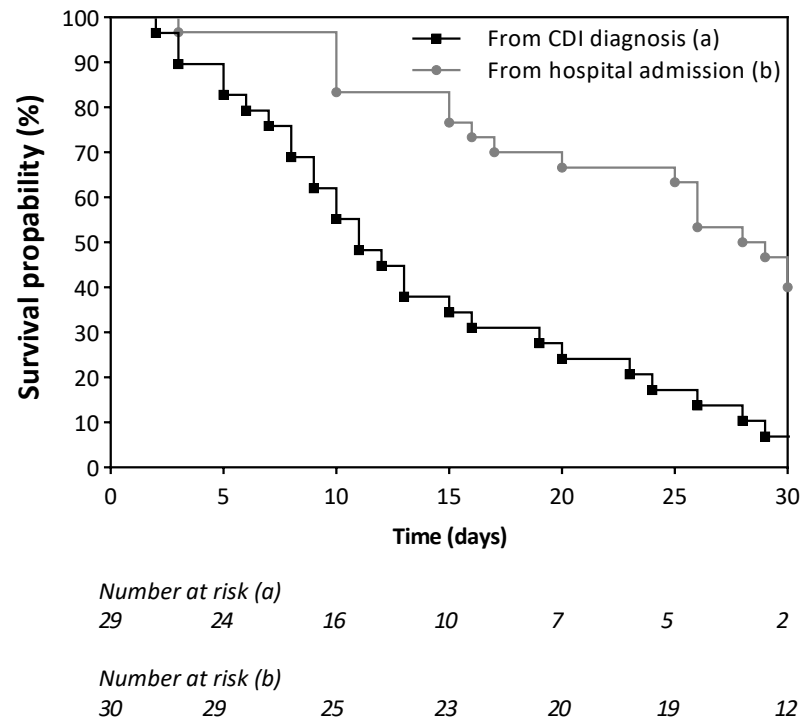 Survival propability (%)
100
90
80
70
60
50
40
30
20
10
0
From CDI diagnosis (a)
From hospital admission (b)
0 5 10 15 20 25 30
Time (days)
Number at risk (a)
29 24 16 10 7 5 2
Number at risk (b)
30 29 25 23 20 19 12